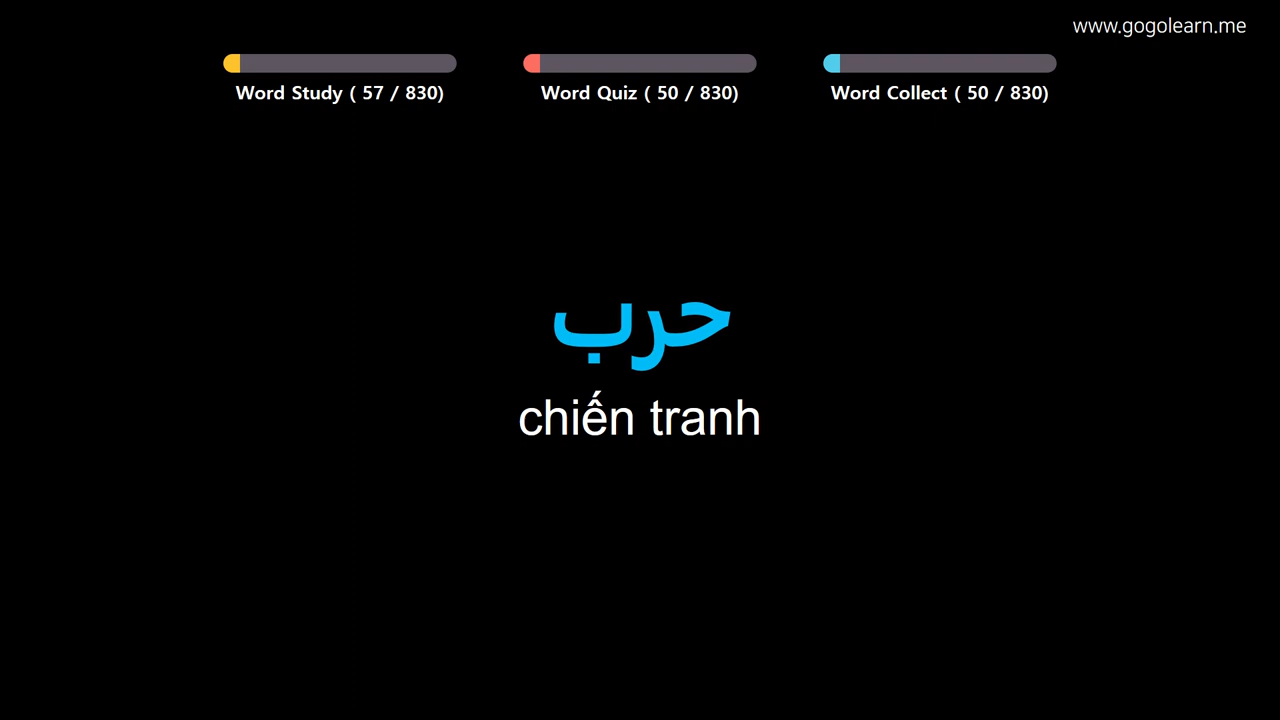 www.gogolearn.me
Word Study ( 57 / 830)
Word Quiz ( 50 / 830)
Word Collect ( 50 / 830)
حرب
chiến tranh